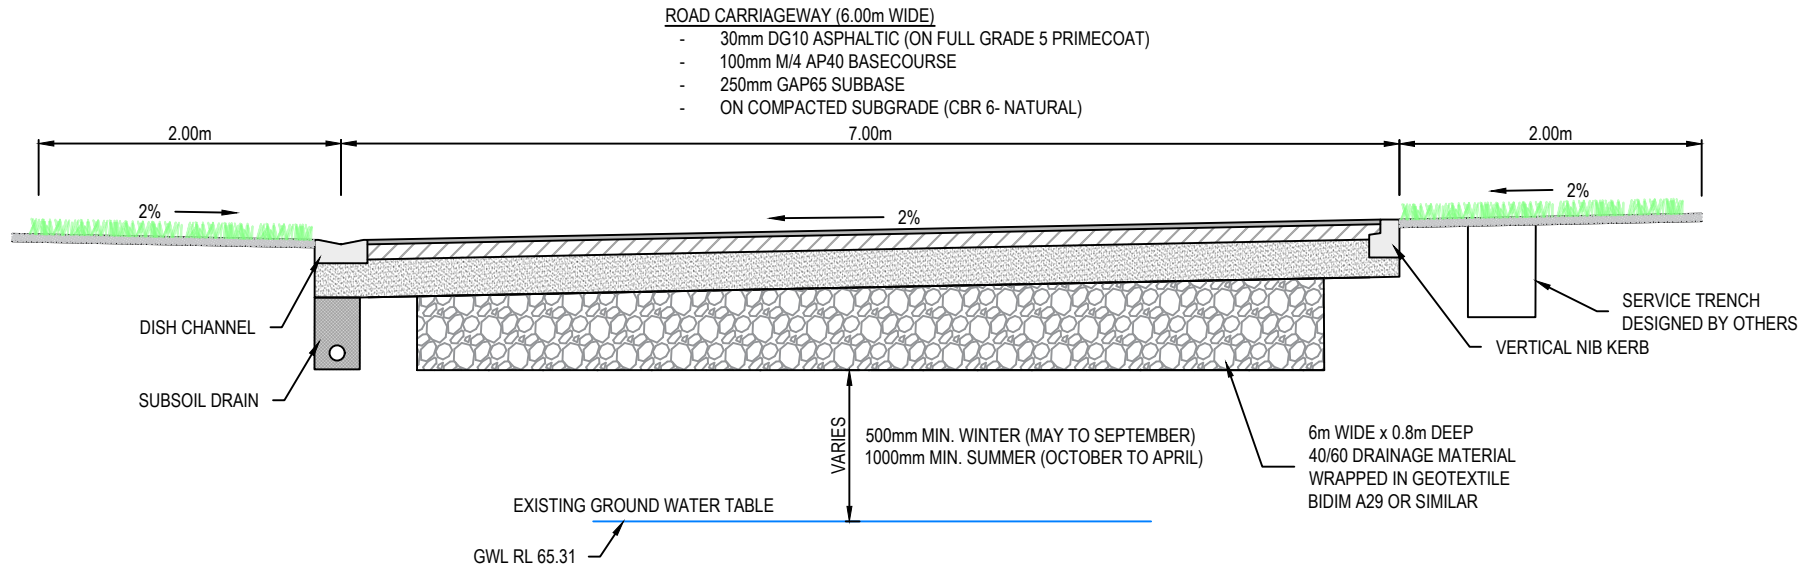 ROAD CARRIAGEWAY (6.00m WIDE)
- 30mm DG10 ASPHALTIC (ON FULL GRADE 5 PRIMECOAT)
- 100mm M/4 AP40 BASECOURSE
- 250mm GAP65 SUBBASE
- ON COMPACTED SUBGRADE (CBR 6- NATURAL)
2.00m
7.00m
2.00m
2%
2%
2%
DISH CHANNEL
SUBSOIL DRAIN
SERVICE TRENCH
DESIGNED BY OTHERS
VERTICAL NIB KERB
VARIES
500mm MIN. WINTER (MAY TO SEPTEMBER)
1000mm MIN. SUMMER (OCTOBER TO APRIL)
6m WIDE x 0.8m DEEP
40/60 DRAINAGE MATERIAL
WRAPPED IN GEOTEXTILE
BIDIM A29 OR SIMILAR
EXISTING GROUND WATER TABLE
GWL RL 65.31